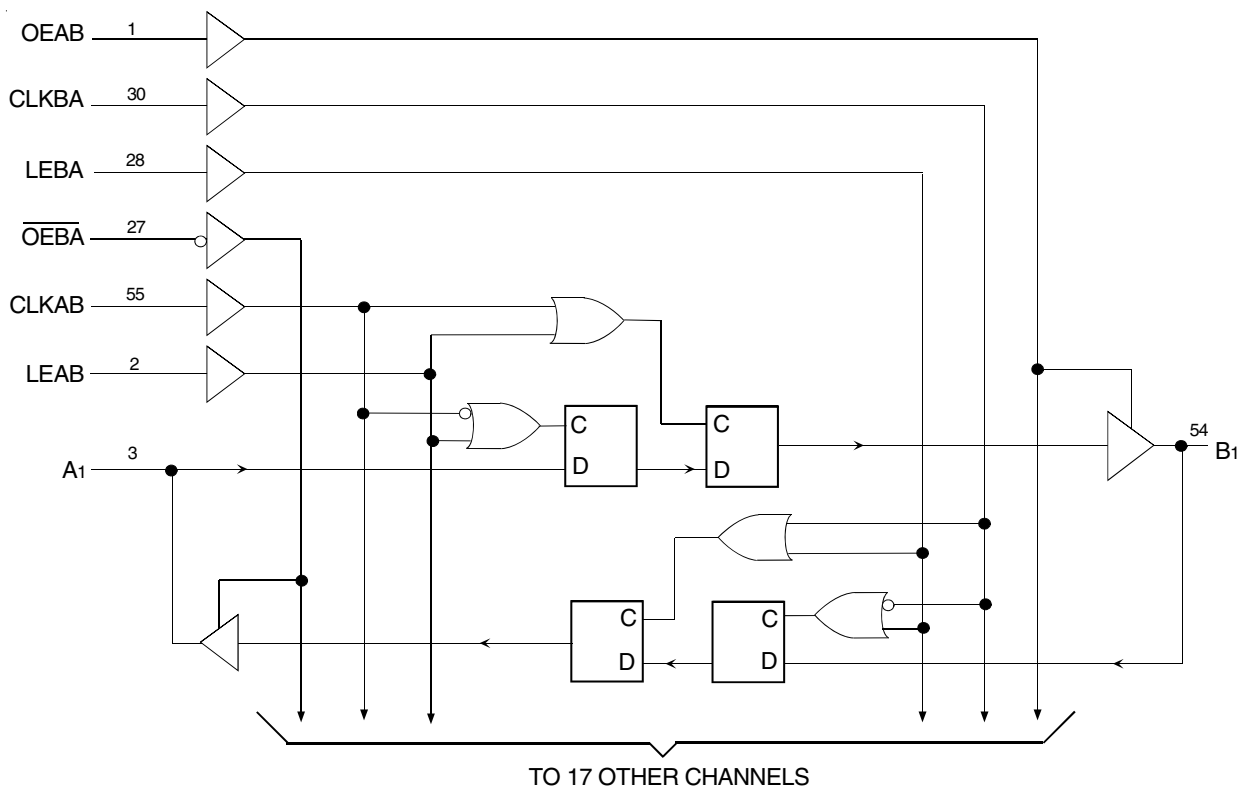 OEAB 1
CLKBA 30
LEBA 28
OEBA 27
CLKAB 55
LEAB 2
C
C
A1 3
D
D
54 B1
C
C
D
D
TO 17 OTHER CHANNELS